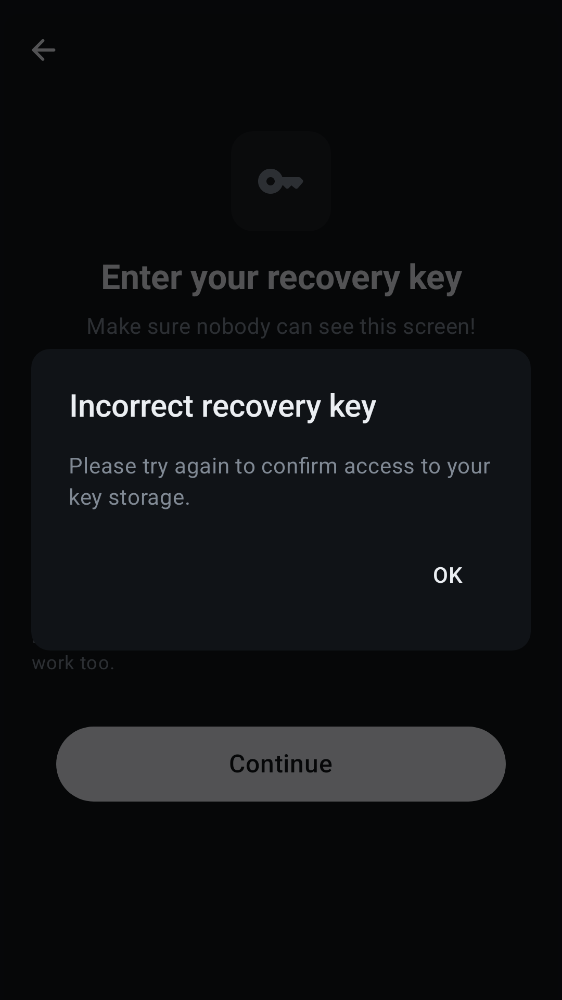 Enter your recovery key
Make sure nobody can see this screen!
Incorrect recovery key
Please try again to confirm access to your
key storage.
OK
work too.
Continue